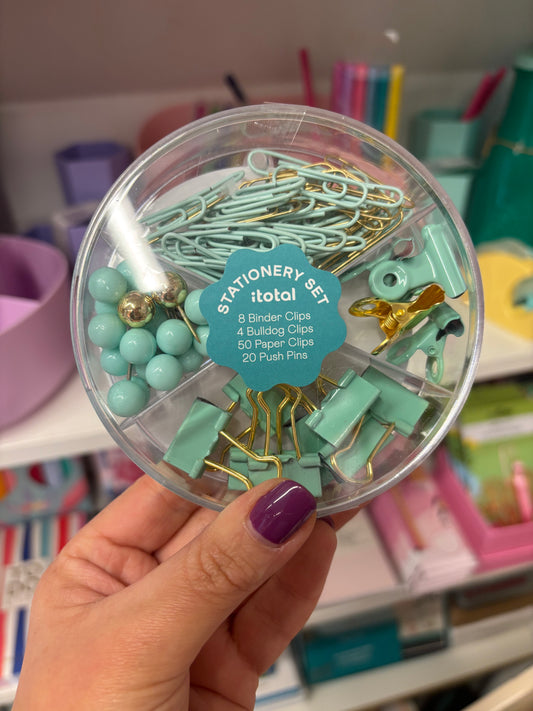 STATIONERY SET
itotal
8 Binder Clips
4 Bulldog Clips
50 Paper Clips
20 Push Pins